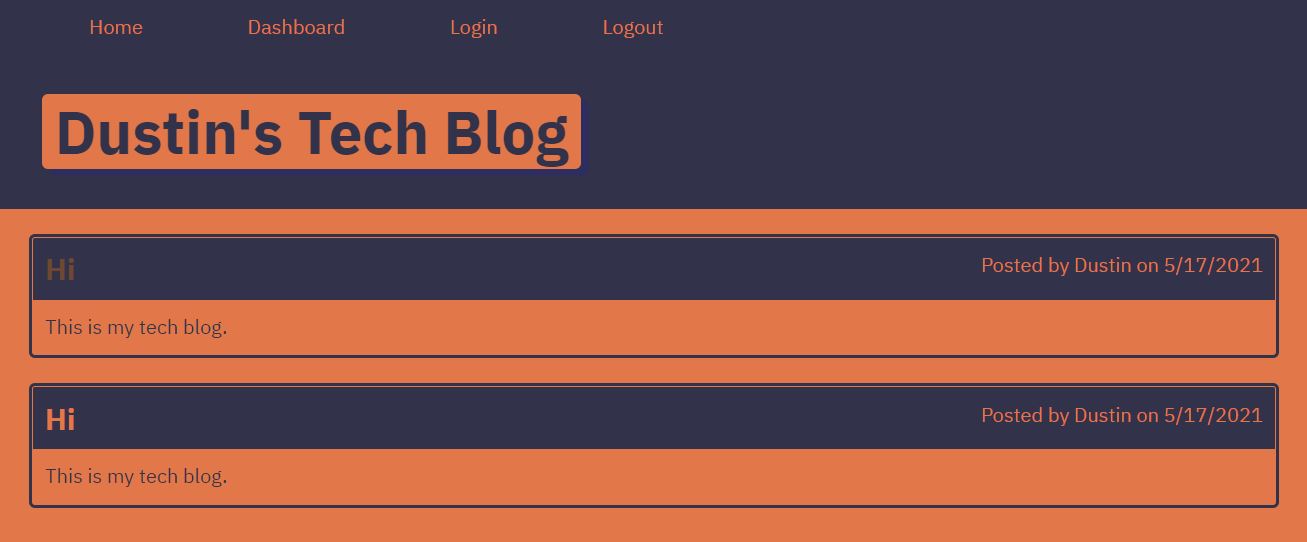 Home Dashboard Login Logout
Dustin's Tech Blog
Hi Posted by Dustin on 5/17/2021
This is my tech blog.
Hi Posted by Dustin on 5/17/2021
This is my tech blog.